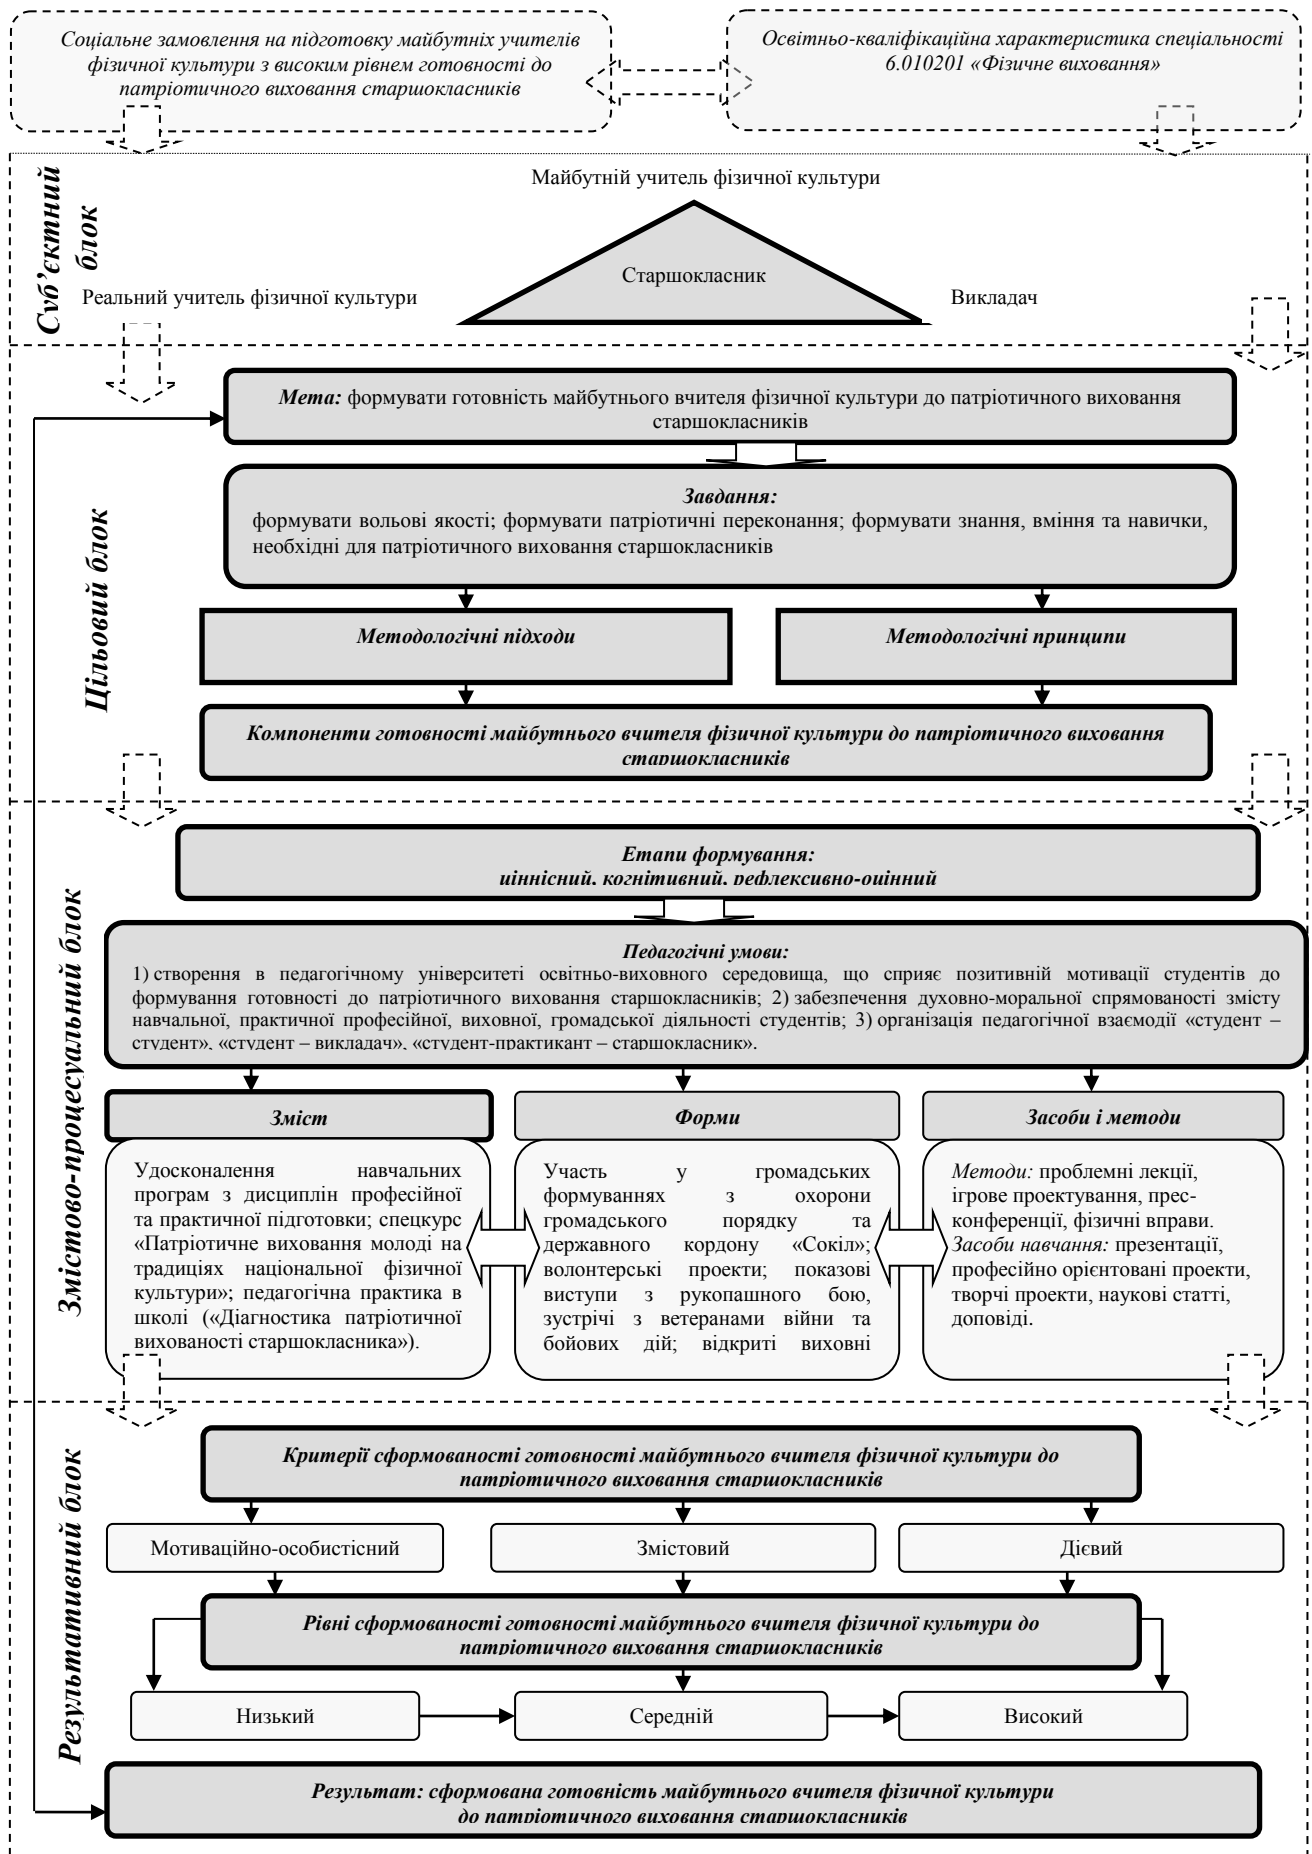 Соціальне замовлення на підготовку майбутніх учителів
фізичної культури з високим рівнем готовності до
патріотичного виховання старшокласників
Освітньо-кваліфікаційна характеристика спеціальності
6.010201 «Фізичне виховання»
Суб’єктний
блок
Майбутній учитель фізичної культури
Старшокласник
Реальний учитель фізичної культури
Викладач
Цільовий блок
Мета: формувати готовність майбутнього вчителя фізичної культури до патріотичного виховання
старшокласників
Завдання:
формувати вольові якості; формувати патріотичні переконання; формувати знання, вміння та навички,
необхідні для патріотичного виховання старшокласників
Методологічні підходи
Методологічні принципи
Компоненти готовності майбутнього вчителя фізичної культури до патріотичного виховання
старшокласників
Змістово-процесуальний блок
Етапи формування:
ціннісний, когнітивний, рефлексивно-оцінний
Педагогічні умови:
1) створення в педагогічному університеті освітньо-виховного середовища, що сприяє позитивній мотивації студентів до
формування готовності до патріотичного виховання старшокласників; 2) забезпечення духовно-моральної спрямованості змісту
навчальної, практичної професійної, виховної, громадської діяльності студентів; 3) організація педагогічної взаємодії «студент –
студент», «студент – викладач», «студент-практикант – старшокласник».
Зміст
Удосконалення навчальних
програм з дисциплін професійної
та практичної підготовки; спецкурс
«Патріотичне виховання молоді на
традиціях національної фізичної
культури»; педагогічна практика в
школі («Діагностика патріотичної
вихованості старшокласника»).
Форми
Участь у громадських
формуваннях з охорони
громадського порядку та
державного кордону «Сокіл»;
волонтерські проекти; показові
виступи з рукопашного бою,
зустрічі з ветеранами війни та
бойових дій; відкриті виховні
Засоби і методи
Методи: проблемні лекції,
ігрове проектування, прес-
конференції, фізичні вправи.
Засоби навчання: презентації,
професійно орієнтовані проекти,
творчі проекти, наукові статті,
доповіді.
Результативний блок
Критерії сформованості готовності майбутнього вчителя фізичної культури до
патріотичного виховання старшокласників
Мотиваційно-особистісний
Змістовий
Дієвий
Рівні сформованості готовності майбутнього вчителя фізичної культури до
патріотичного виховання старшокласників
Низький
Середній
Високий
Результат: сформована готовність майбутнього вчителя фізичної культури
до патріотичного виховання старшокласників